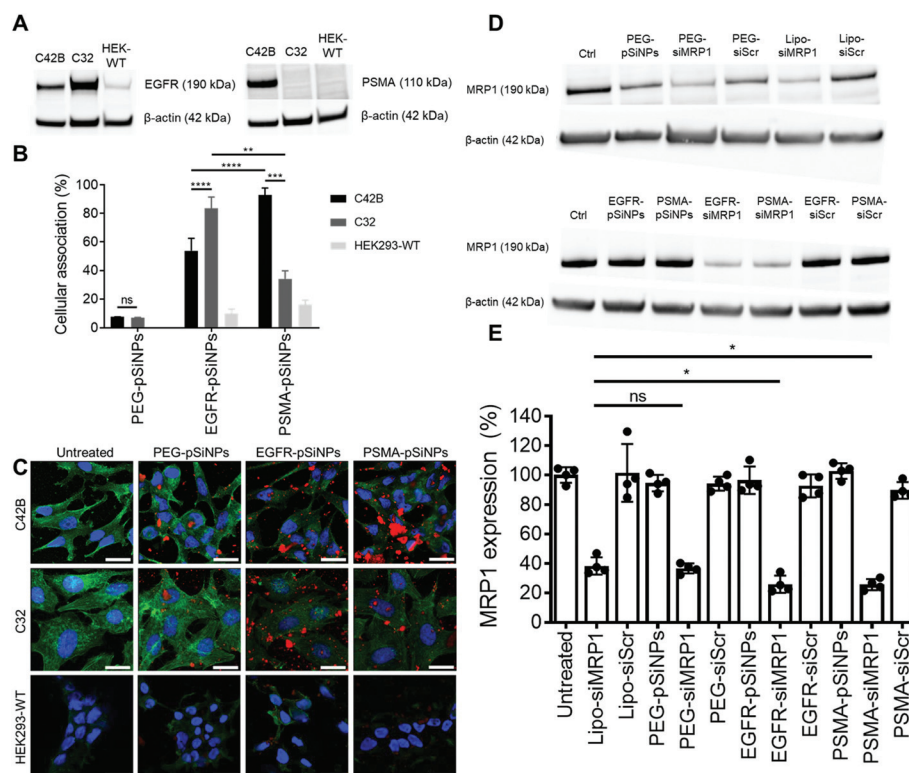 A
C42B C32 HEK-WT
EGFR (190 kDa)
β-actin (42 kDa)
C42B C32 HEK-WT
PSMA (110 kDa)
β-actin (42 kDa)
B
Cellular association (%)
100
80
60
40
20
0
ns
****
****
**
***
C42B
C32
HEK293-WT
PEG-pSiNPs
EGFR-pSiNPs
PSMA-pSiNPs
C
Untreated PEG-pSiNPs EGFR-pSiNPs PSMA-pSiNPs
C42B
C32
HEK293-WT
D
Ctrl PEG-pSiNPs PEG-siMRP1 PEG-siScr Lipo-siMRP1 Lipo-siScr
MRP1 (190 kDa)
β-actin (42 kDa)
Ctrl EGFR-pSiNPs PSMA-pSiNPs EGFR-siMRP1 PSMA-siMRP1 EGFR-siScr PSMA-siScr
MRP1 (190 kDa)
β-actin (42 kDa)
E
*
*
ns
MRP1 expression (%)
140
120
100
80
60
40
20
0
Untreated
Lipo-siMRP1
Lipo-siScr
PEG-pSiNPs
PEG-siMRP1
PEG-siScr
EGFR-pSiNPs
EGFR-siMRP1
EGFR-siScr
PSMA-pSiNPs
PSMA-siMRP1
PSMA-siScr